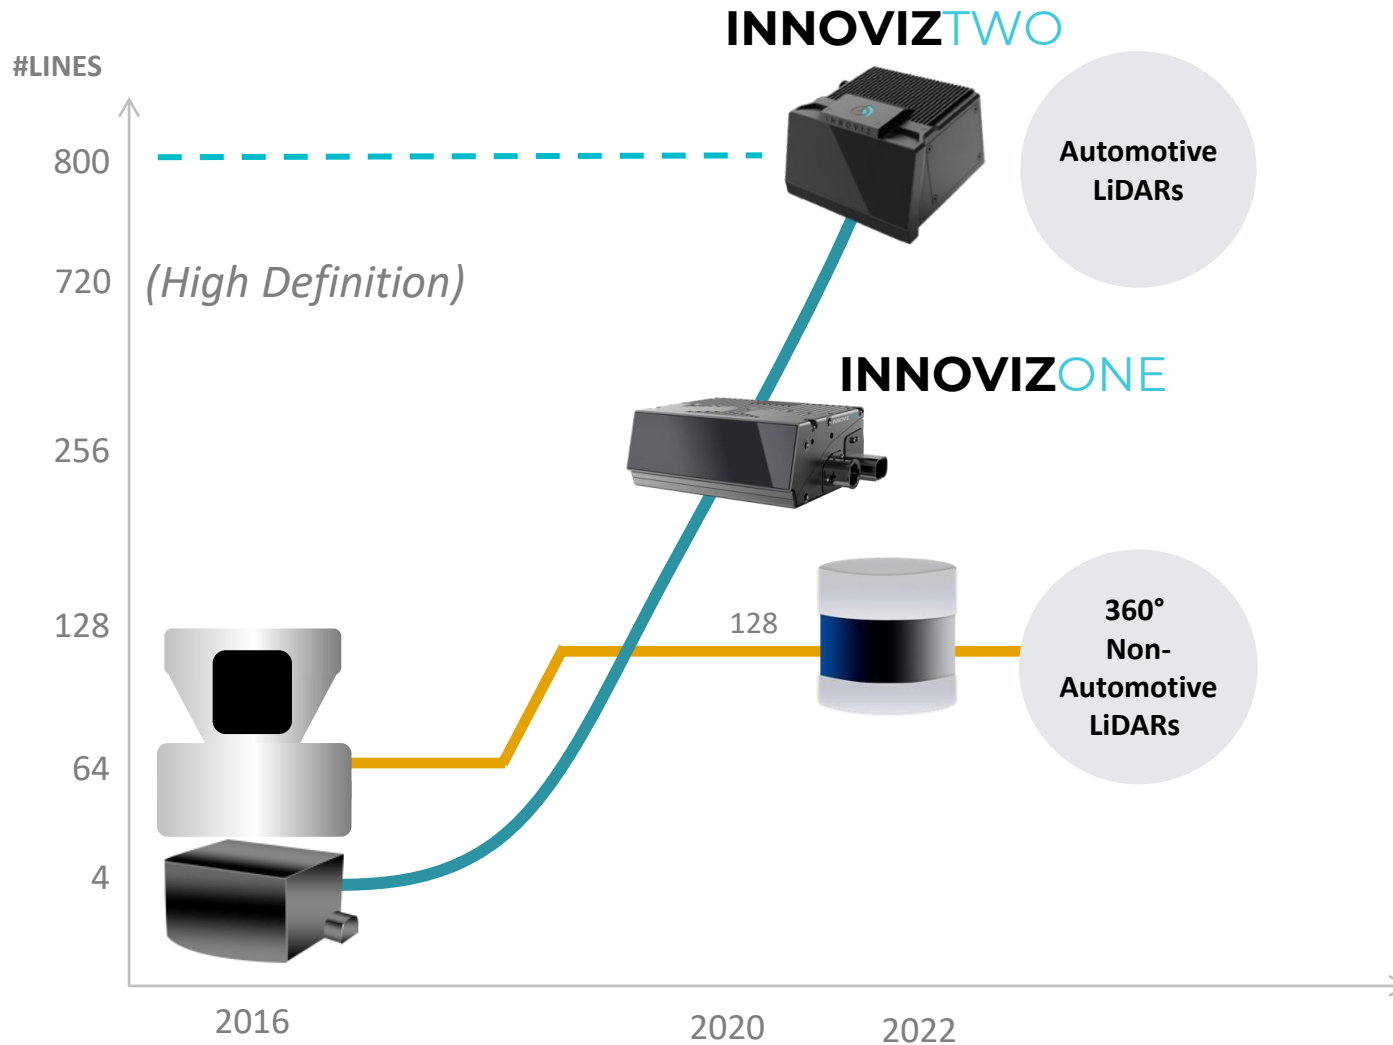 INNOVIZTWO
#LINES
800
Automotive
LiDARs
720
(High Definition)
INNOVIZONE
256
128
128
360°
Non-
Automotive
LiDARs
64
4
2016
2020
2022
INNOVIZ